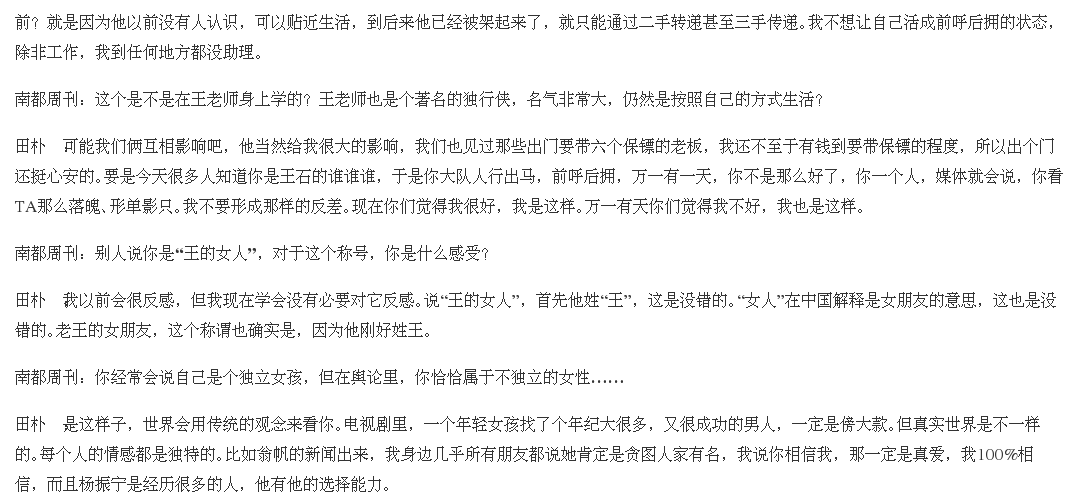 前？就是因为他以前没有人认识，可以贴近生活，到后来他已经被架起来了，就只能通过二手转递甚至三手传递。我不想让自己活成前呼后拥的状态，
除非工作，我到任何地方都没助理。
南都周刊：这个是不是在王老师身上学的？王老师也是个著名的独行侠，名气非常大，仍然是按照自己的方式生活？
田朴　可能我们俩互相影响吧，他当然给我很大的影响，我们也见过那些出门要带六个保镖的老板，我还不至于有钱到要带保镖的程度，所以出个门
还挺心安的。要是今天很多人知道你是王石的谁谁谁，于是你大队人行出马，前呼后拥，万一有一天，你不是那么好了，你一个人，媒体就会说，你看
TA那么落魄、形单影只。我不要形成那样的反差。现在你们觉得我很好，我是这样。万一有天你们觉得我不好，我也是这样。
南都周刊：别人说你是“王的女人”，对于这个称号，你是什么感受？
田朴　我以前会很反感，但我现在学会没有必要对它反感。说“王的女人”，首先他姓“王”，这是没错的。“女人”在中国解释是女朋友的意思，这也是没
错的。老王的女朋友，这个称谓也确实是，因为他刚好姓王。
南都周刊：你经常会说自己是个独立女孩，但在舆论里，你恰恰属于不独立的女性……
田朴　是这样子，世界会用传统的观念来看你。电视剧里，一个年轻女孩找了个年纪大很多，又很成功的男人，一定是傍大款。但真实世界是不一样
的。每个人的情感都是独特的。比如翁帆的新闻出来，我身边几乎所有朋友都说她肯定是贪图人家有名，我说你相信我，那一定是真爱，我100%相
信，而且杨振宁是经历很多的人，他有他的选择能力。